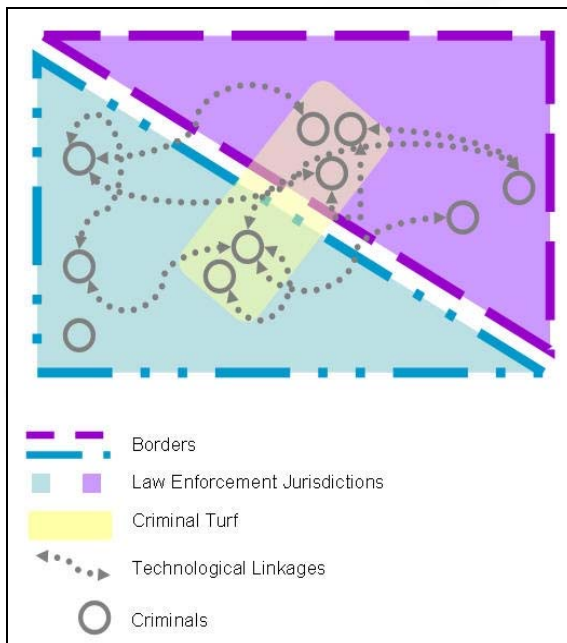 Borders
Law Enforcement Jurisdictions
Criminal Turf
Technological Linkages
Criminals